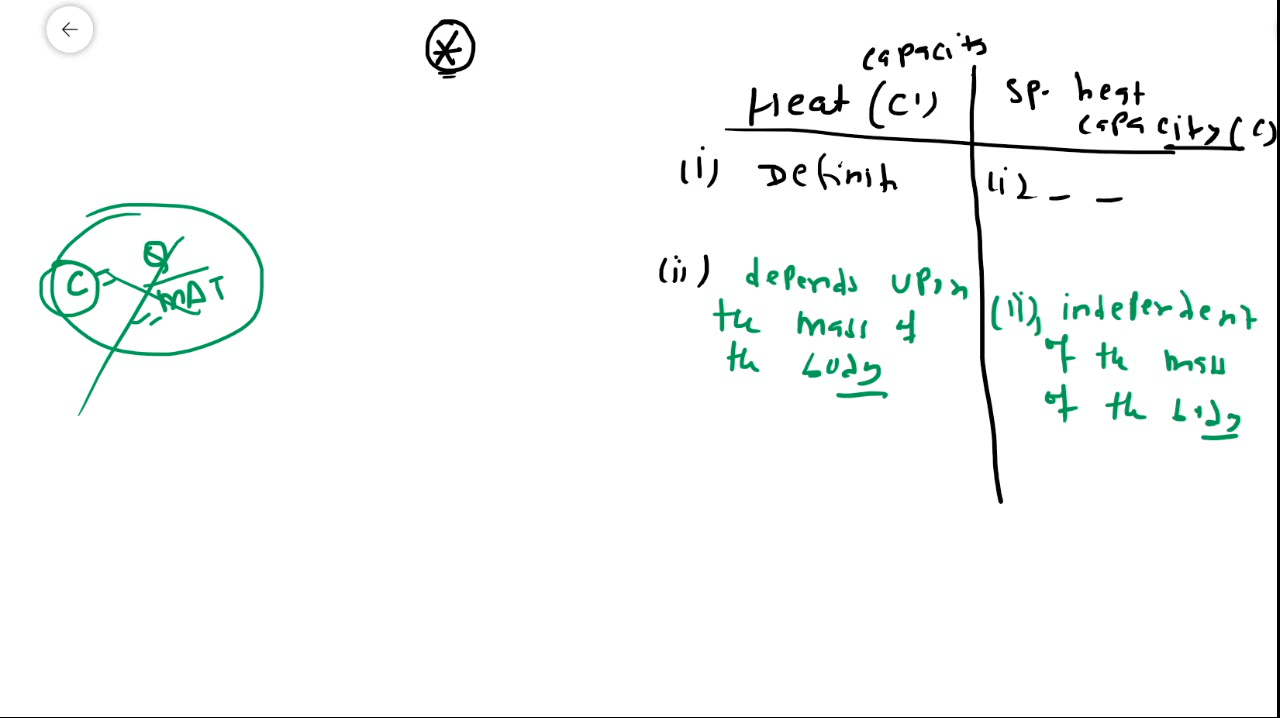 capacity
Heat (C')
sp. heat
capacity (C)
(i) Definit
(i) _ _
C = Q
mΔT
(ii) depends upon
the mass of
the body
(ii) independent
of the mass
of the body